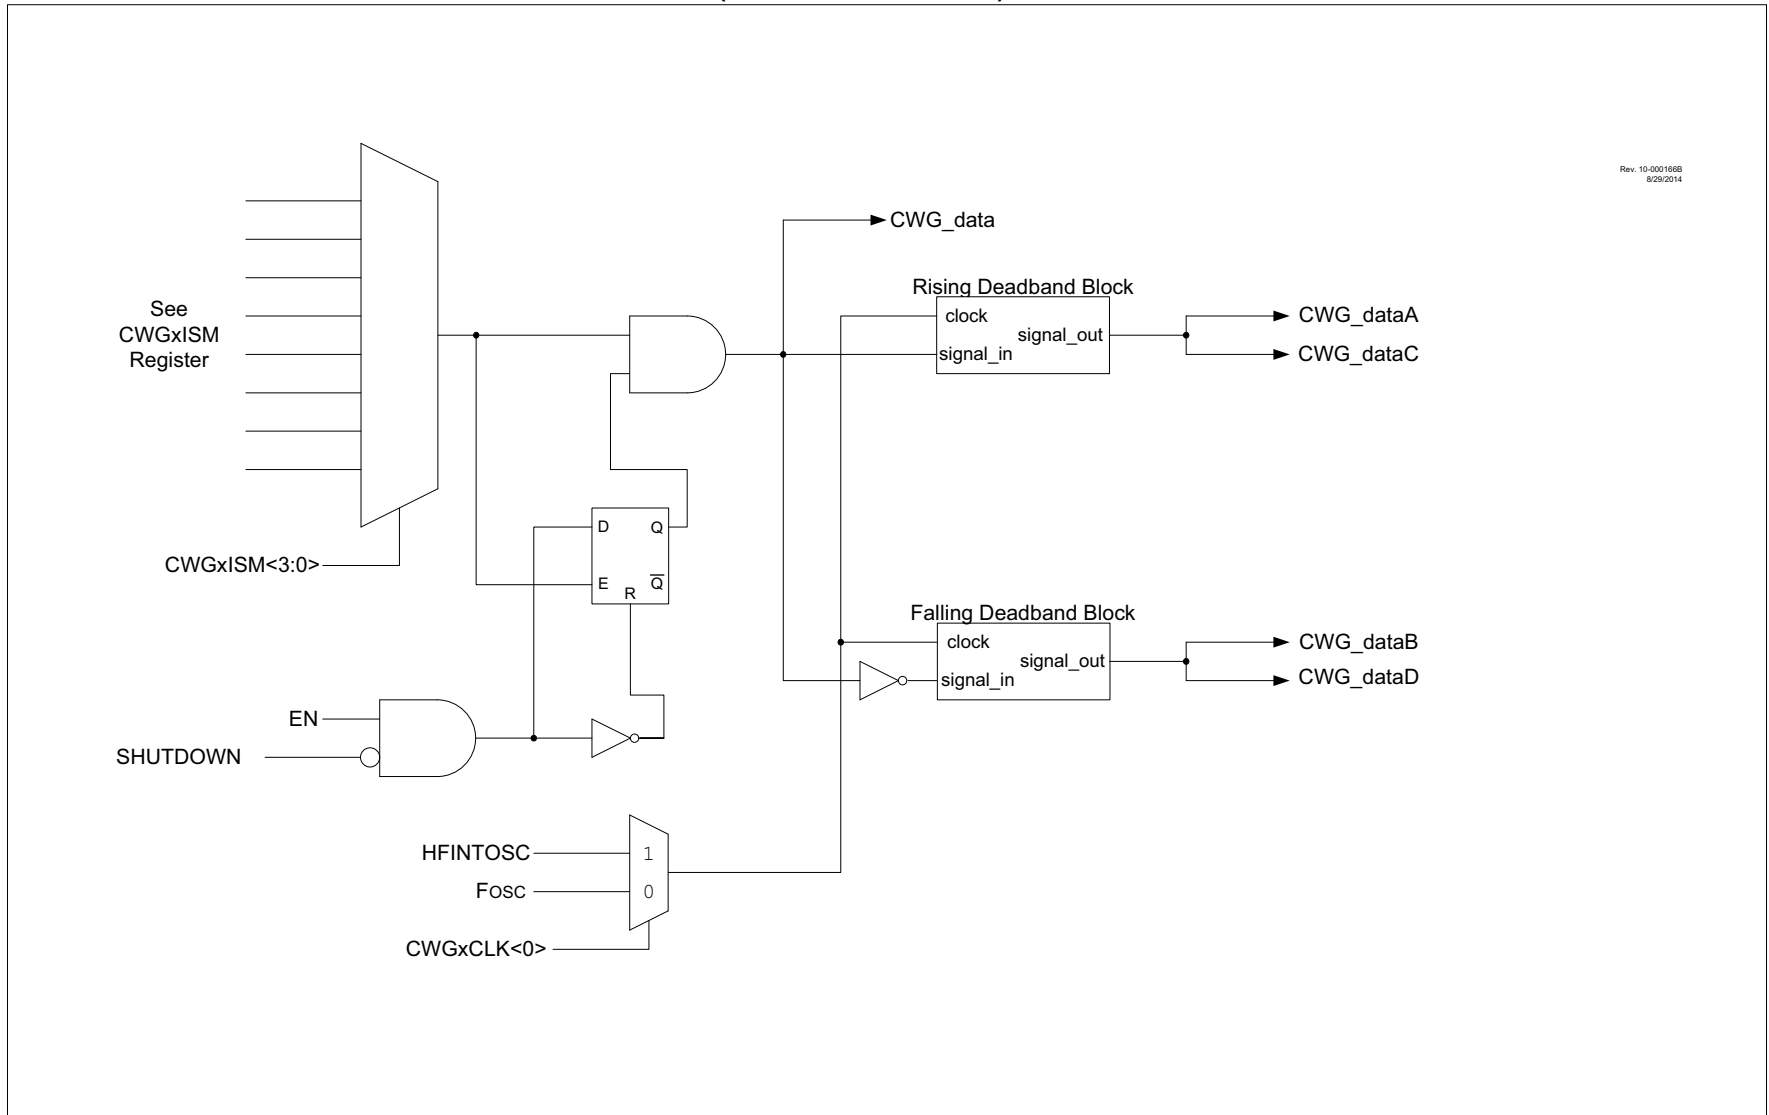 Rev. 10-000166B
8/29/2014
CWG_data
Rising Deadband Block
clock
signal_out
signal_in
CWG_dataA
CWG_dataC
See
CWGxISM
Register
D
Q
E
R
Q
CWGxISM<3:0>
Falling Deadband Block
clock
signal_out
signal_in
CWG_dataB
CWG_dataD
EN
SHUTDOWN
HFINTOSC
1
FOSC
0
CWGxCLK<0>